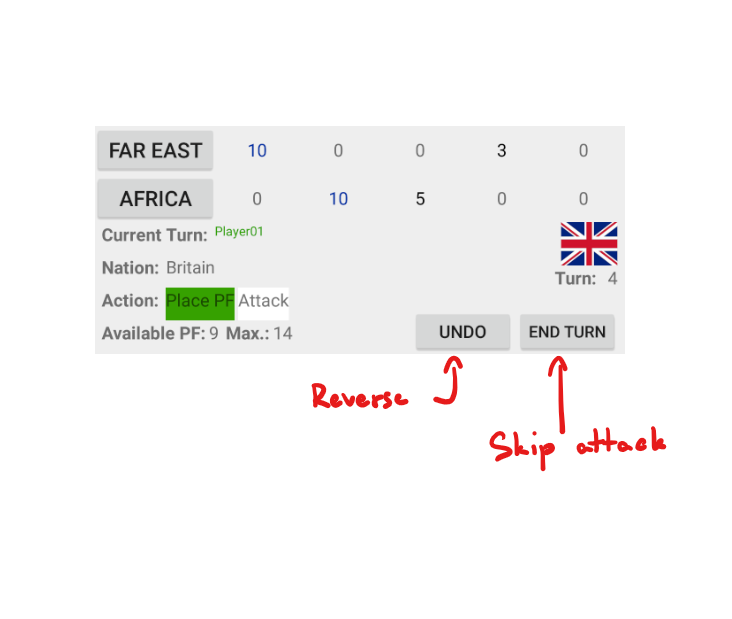 FAR EAST 10 0 0 3 0
AFRICA 0 10 5 0 0
Current Turn: Player01
Nation: Britain
Turn: 4
Action: Place PF Attack
Available PF: 9 Max.: 14
UNDO END TURN
Reverse
Skip attack